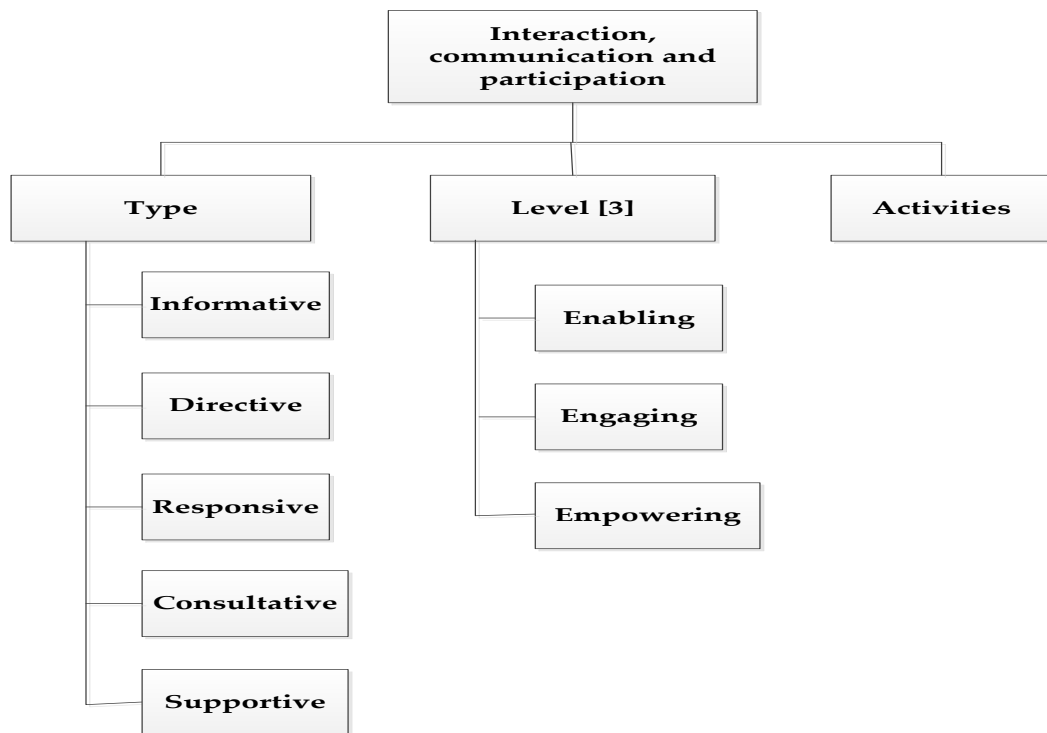 Interaction,
communication and
participation
Type
Level [3]
Activities
Informative
Directive
Responsive
Consultative
Supportive
Enabling
Engaging
Empowering